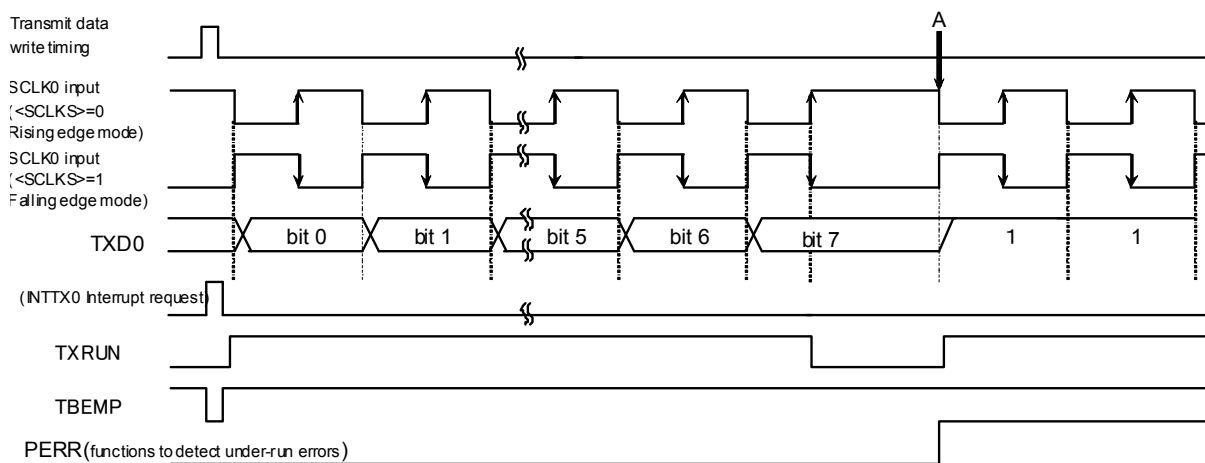 Transmit data
write timing
A
SCLK0 input
(<SCLKS>=0
Rising edge mode)
SCLK0 input
(<SCLKS>=1
Falling edge mode)
TXD0
bit 0
bit 1
bit 5
bit 6
bit 7
1
1
(INTTX0 Interrupt request)
TXRUN
TBEMP
PERR(functions to detect under-run errors)